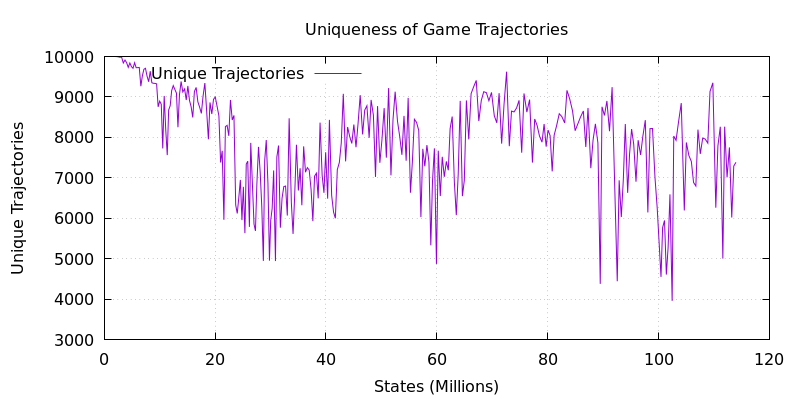 Uniqueness of Game Trajectories
Unique Trajectories
10000
9000
8000
7000
6000
5000
4000
3000
Unique Trajectories
0 20 40 60 80 100 120
States (Millions)